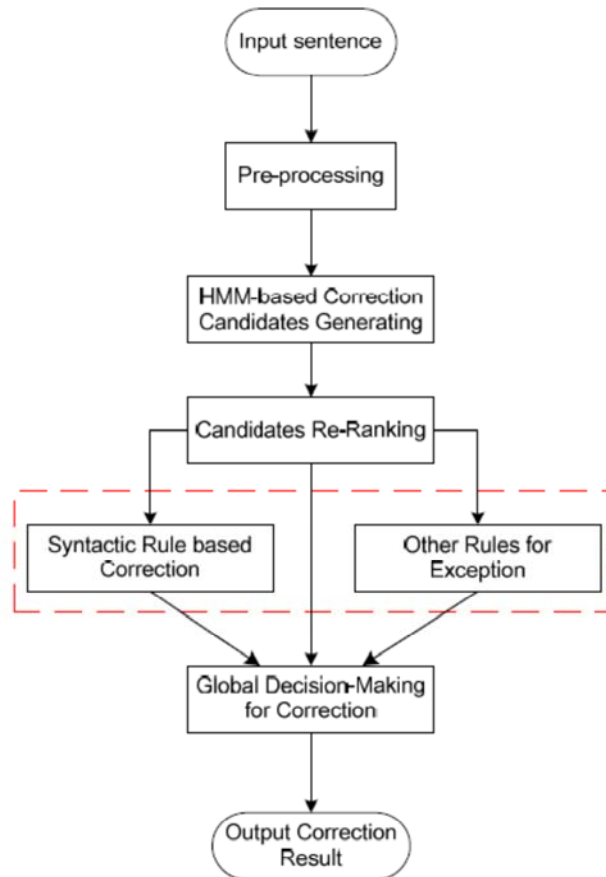 Input sentence
Pre-processing
HMM-based Correction
Candidates Generating
Candidates Re-Ranking
Syntactic Rule based
Correction
Other Rules for
Exception
Global Decision-Making
for Correction
Output Correction
Result